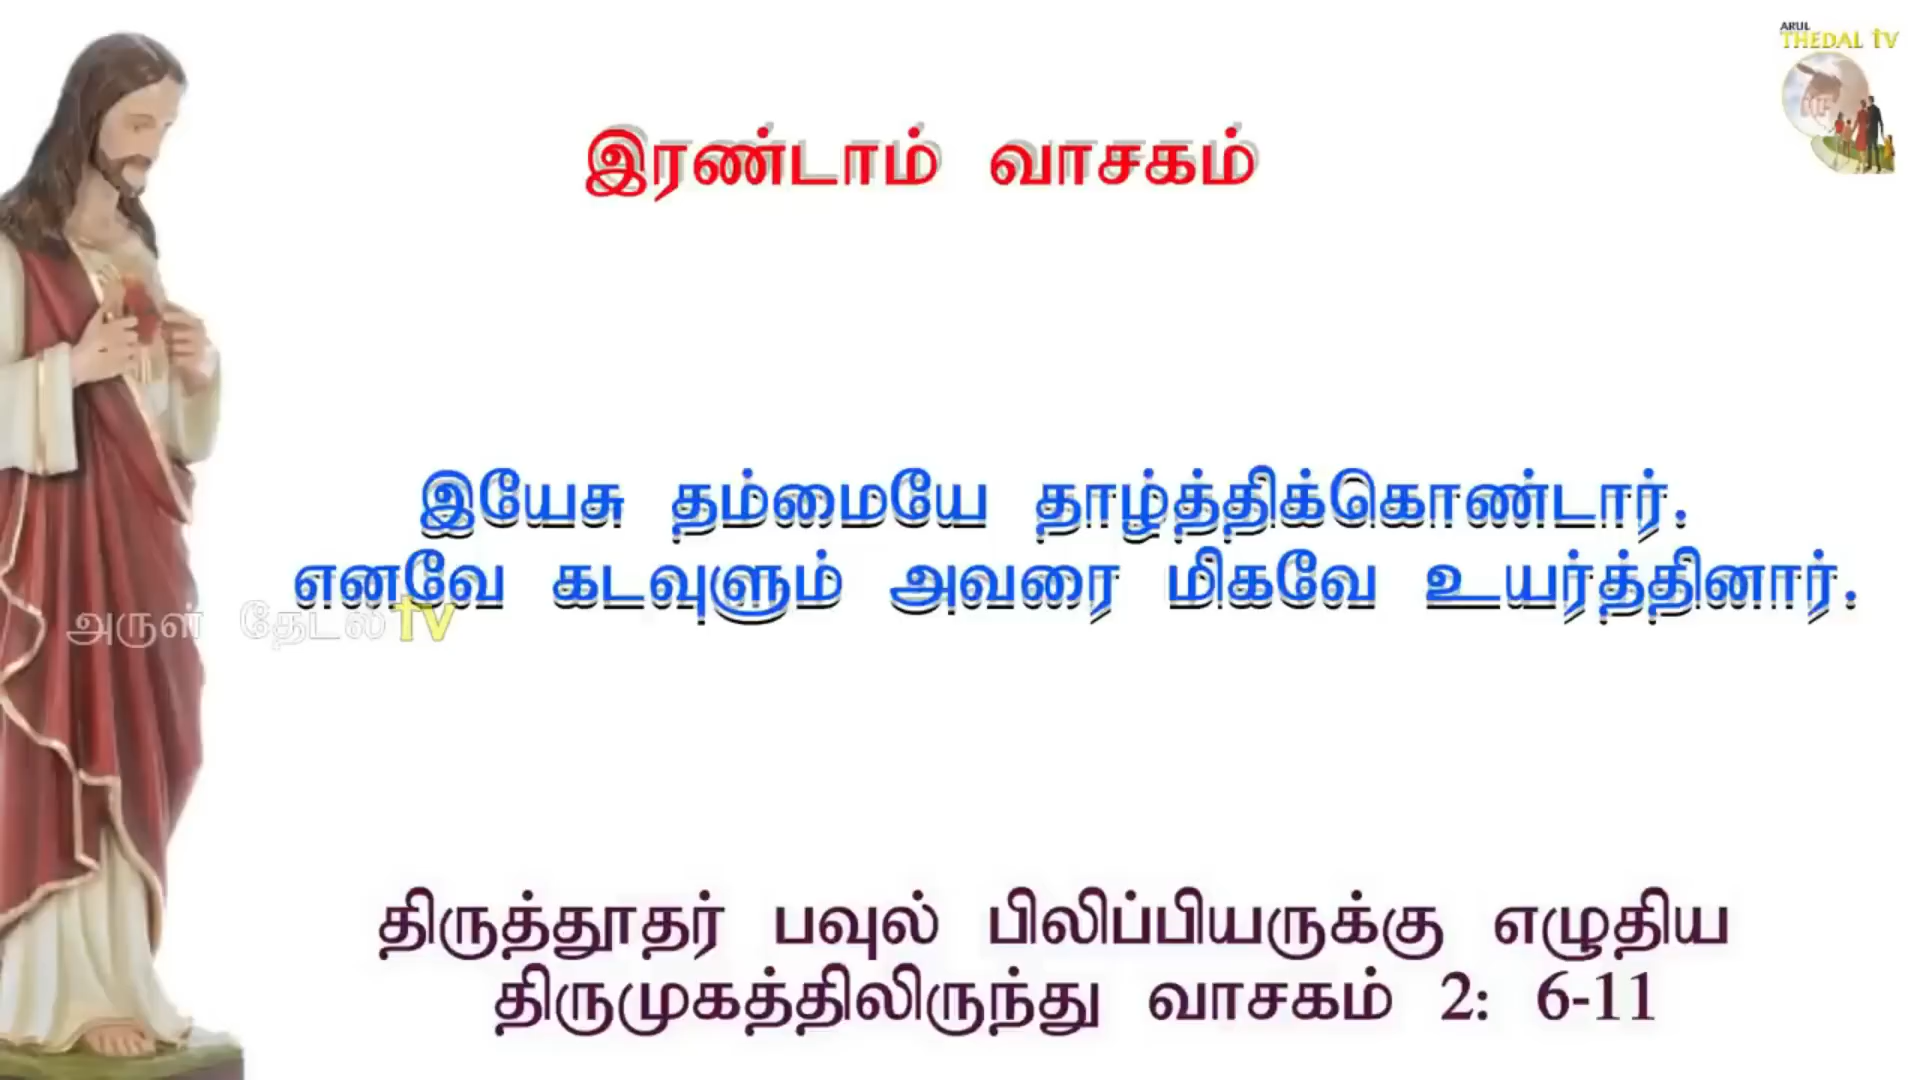 ARUL
THEDAL TV
இரண்டாம் வாசகம்
இயேசு தம்மையே தாழ்த்திக்கொண்டார்.
எனவே கடவுளும் அவரை மிகவே உயர்த்தினார்.
அருள் தேடல் TV
திருத்தூதர் பவுல் பிலிப்பியருக்கு எழுதிய
திருமுகத்திலிருந்து வாசகம் 2: 6-11